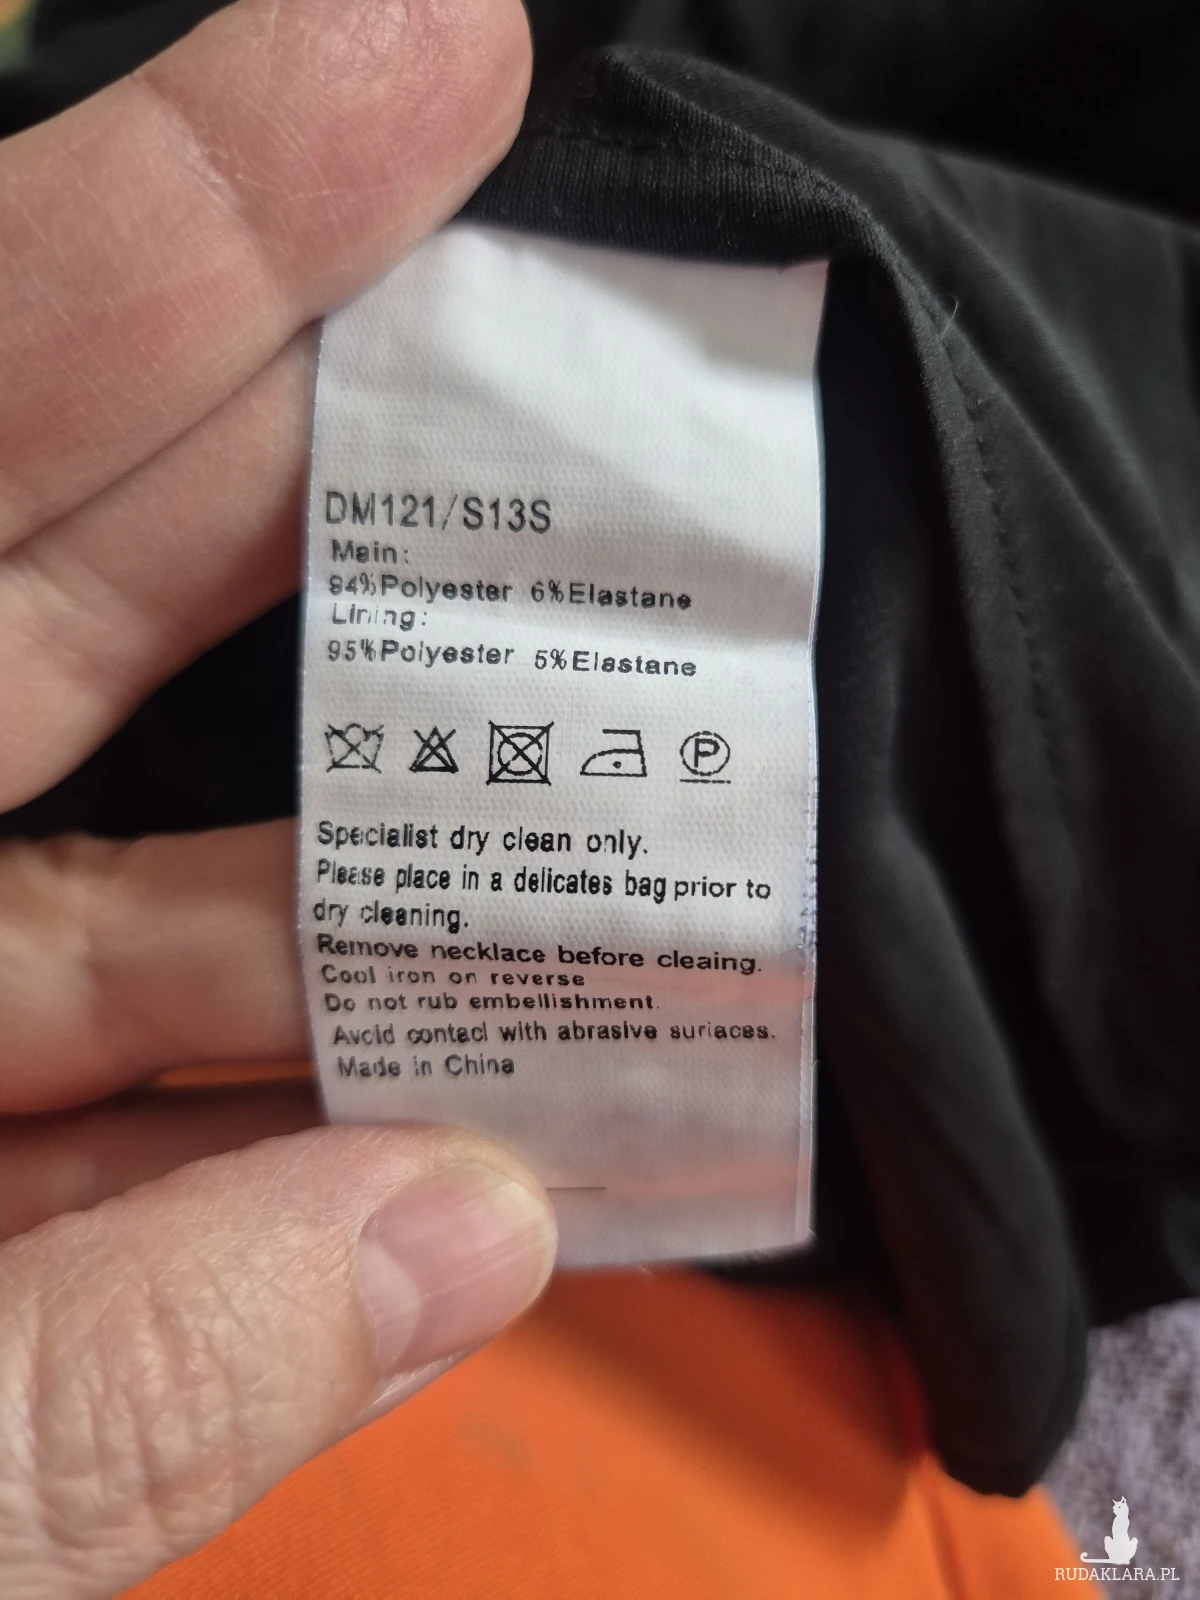 DM121/S13S
Main:
94%Polyester 6%Elastane
Lining:
95%Polyester 5%Elastane
P
Specialist dry clean only.
Please place in a delicates bag prior to
dry cleaning.
Remove necklace before cleaing.
Cool iron on reverse
Do not rub embellishment.
Avoid contact with abrasive surfaces.
Made in China
RUDAKLARA.PL